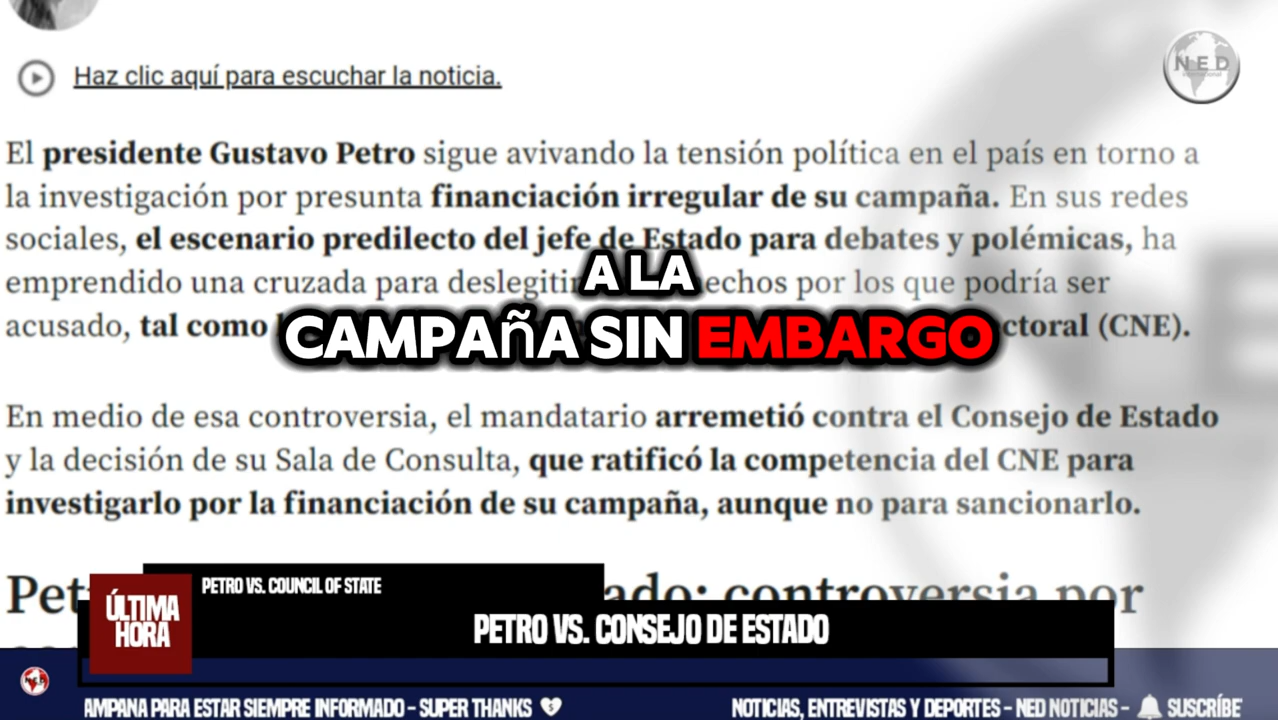 Haz clic aquí para escuchar la noticia.
NED
El presidente Gustavo Petro sigue avivando la tensión política en el país en torno a
la investigación por presunta financiación irregular de su campaña. En sus redes
sociales, el escenario predilecto del jefe de Estado para debates y polémicas, ha
emprendido una cruzada para por los que podría ser
A LA
acusado, tal como (CNE).
CAMPAÑA SIN EMBARGO
En medio de esa controversia, el mandatario arremetió contra el Consejo de Estado
y la decisión de su Sala de Consulta, que ratificó la competencia del CNE para
investigarlo por la financiación de su campaña, aunque no para sancionarlo.
controversia por
PETRO VS. COUNCIL OF STATE
ÚLTIMA
HORA
PETRO VS. CONSEJO DE ESTADO
AMPANA PARA ESTAR SIEMPRE INFORMADO - SUPER THANKS
NOTICIAS, ENTREVISTAS Y DEPORTES - NED NOTICIAS - SUSCRÍBE